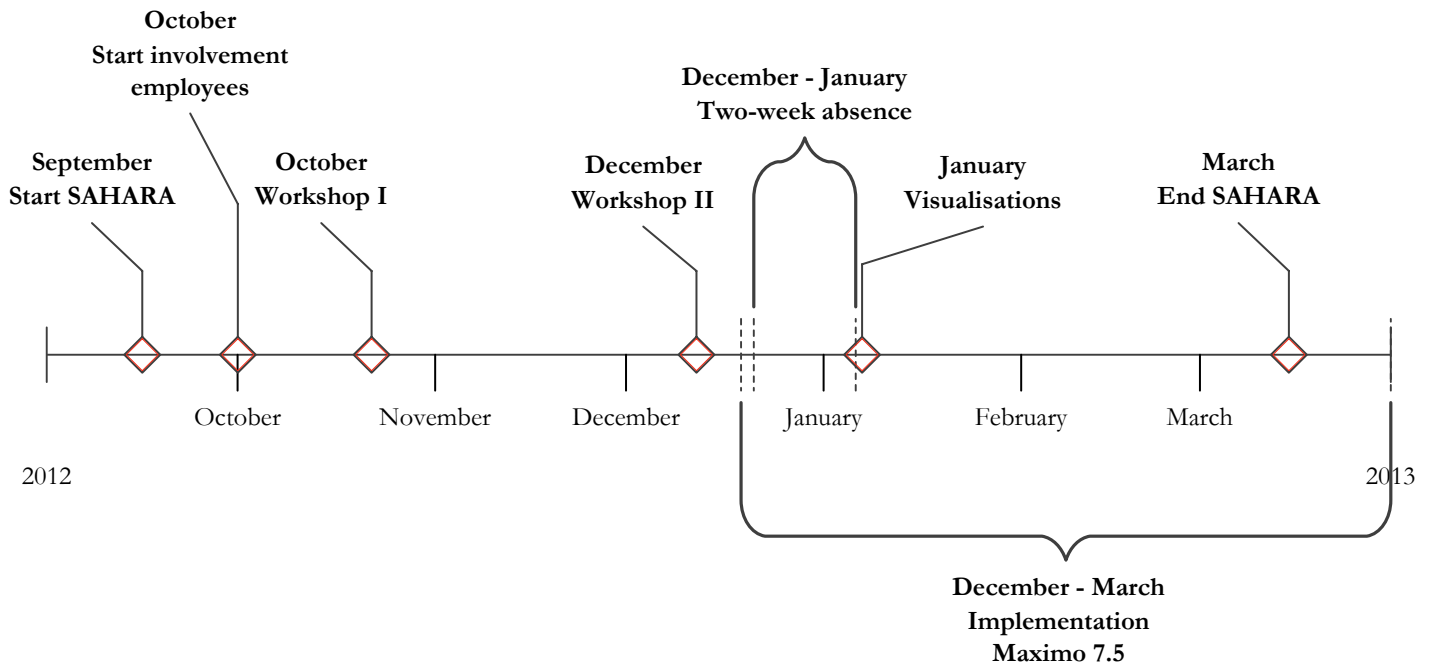 October
Start involvement
employees
December - January
Two-week absence
September
Start SAHARA
October
Workshop I
December
Workshop II
January
Visualisations
March
End SAHARA
October
November
December
January
February
March
2012
2013
December - March
Implementation
Maximo 7.5